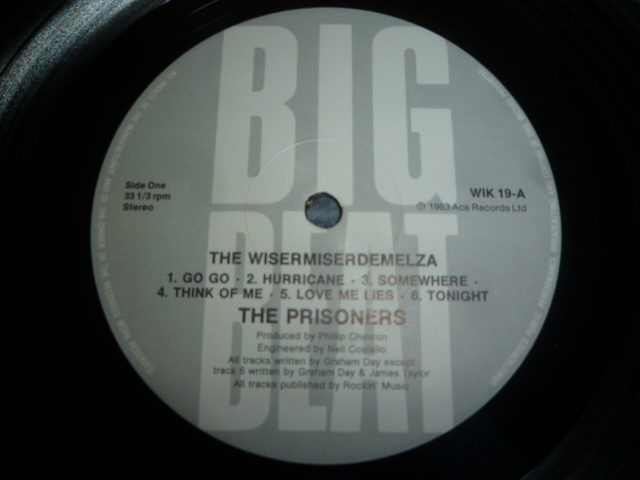 BIG
BEAT
Side One
33 1/3 rpm
Stereo
WIK 19-A
℗ 1983 Ace Records Ltd
THE WISERMISERDEMELZA
1. GO GO · 2. HURRICANE · 3. SOMEWHERE ·
4. THINK OF ME · 5. LOVE ME LIES · 6. TONIGHT
THE PRISONERS
Produced by Phillip Chevron
Engineered by Neil Costello
All tracks written by Graham Day except
track 6 written by Graham Day & James Taylor
All tracks published by Rockin' Music